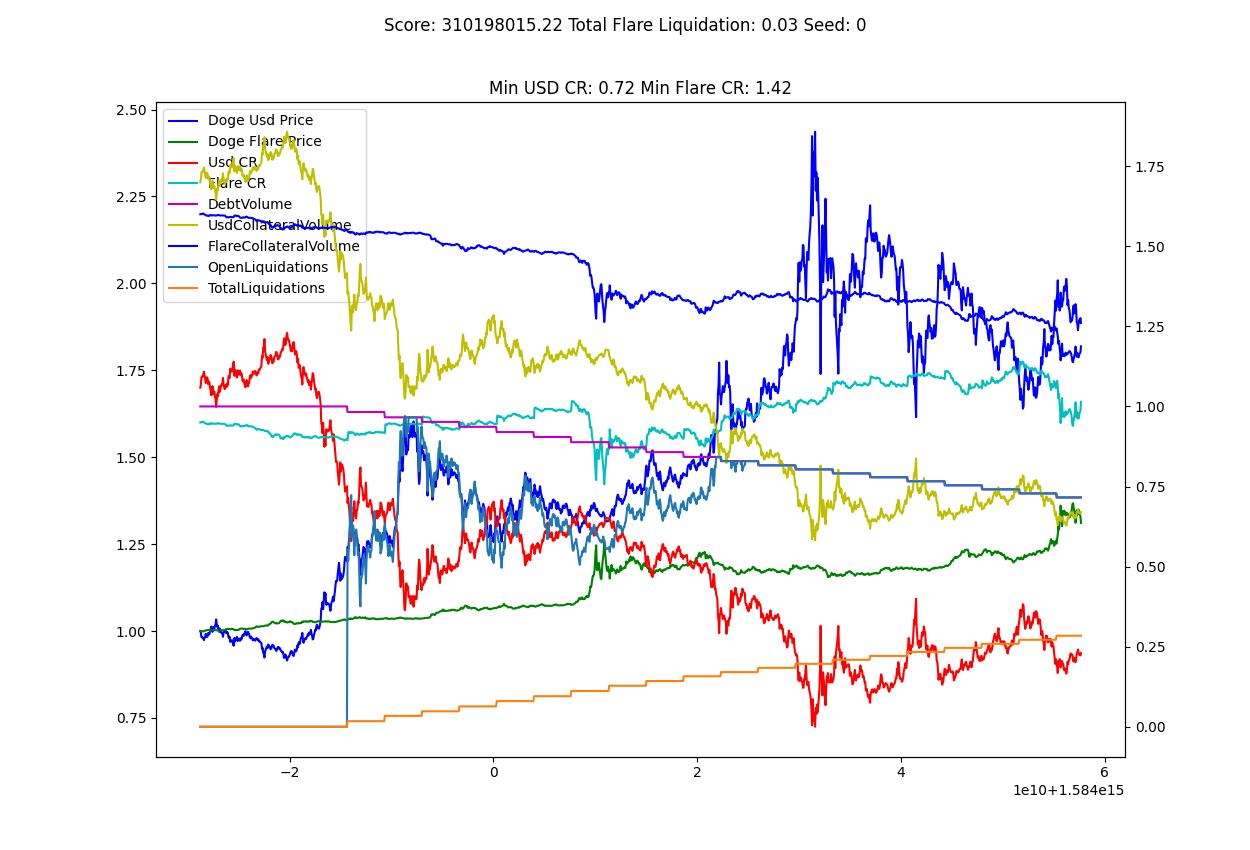 Score: 310198015.22 Total Flare Liquidation: 0.03 Seed: 0
Min USD CR: 0.72 Min Flare CR: 1.42
2.50
2.25
2.00
1.75
1.50
1.25
1.00
0.75
Doge Usd Price
Doge Flare Price
Usd CR
Flare CR
DebtVolume
UsdCollateralVolume
FlareCollateralVolume
OpenLiquidations
TotalLiquidations
1.75
1.50
1.25
1.00
0.75
0.50
0.25
0.00
−2 0 2 4 6
1e10+1.584e15